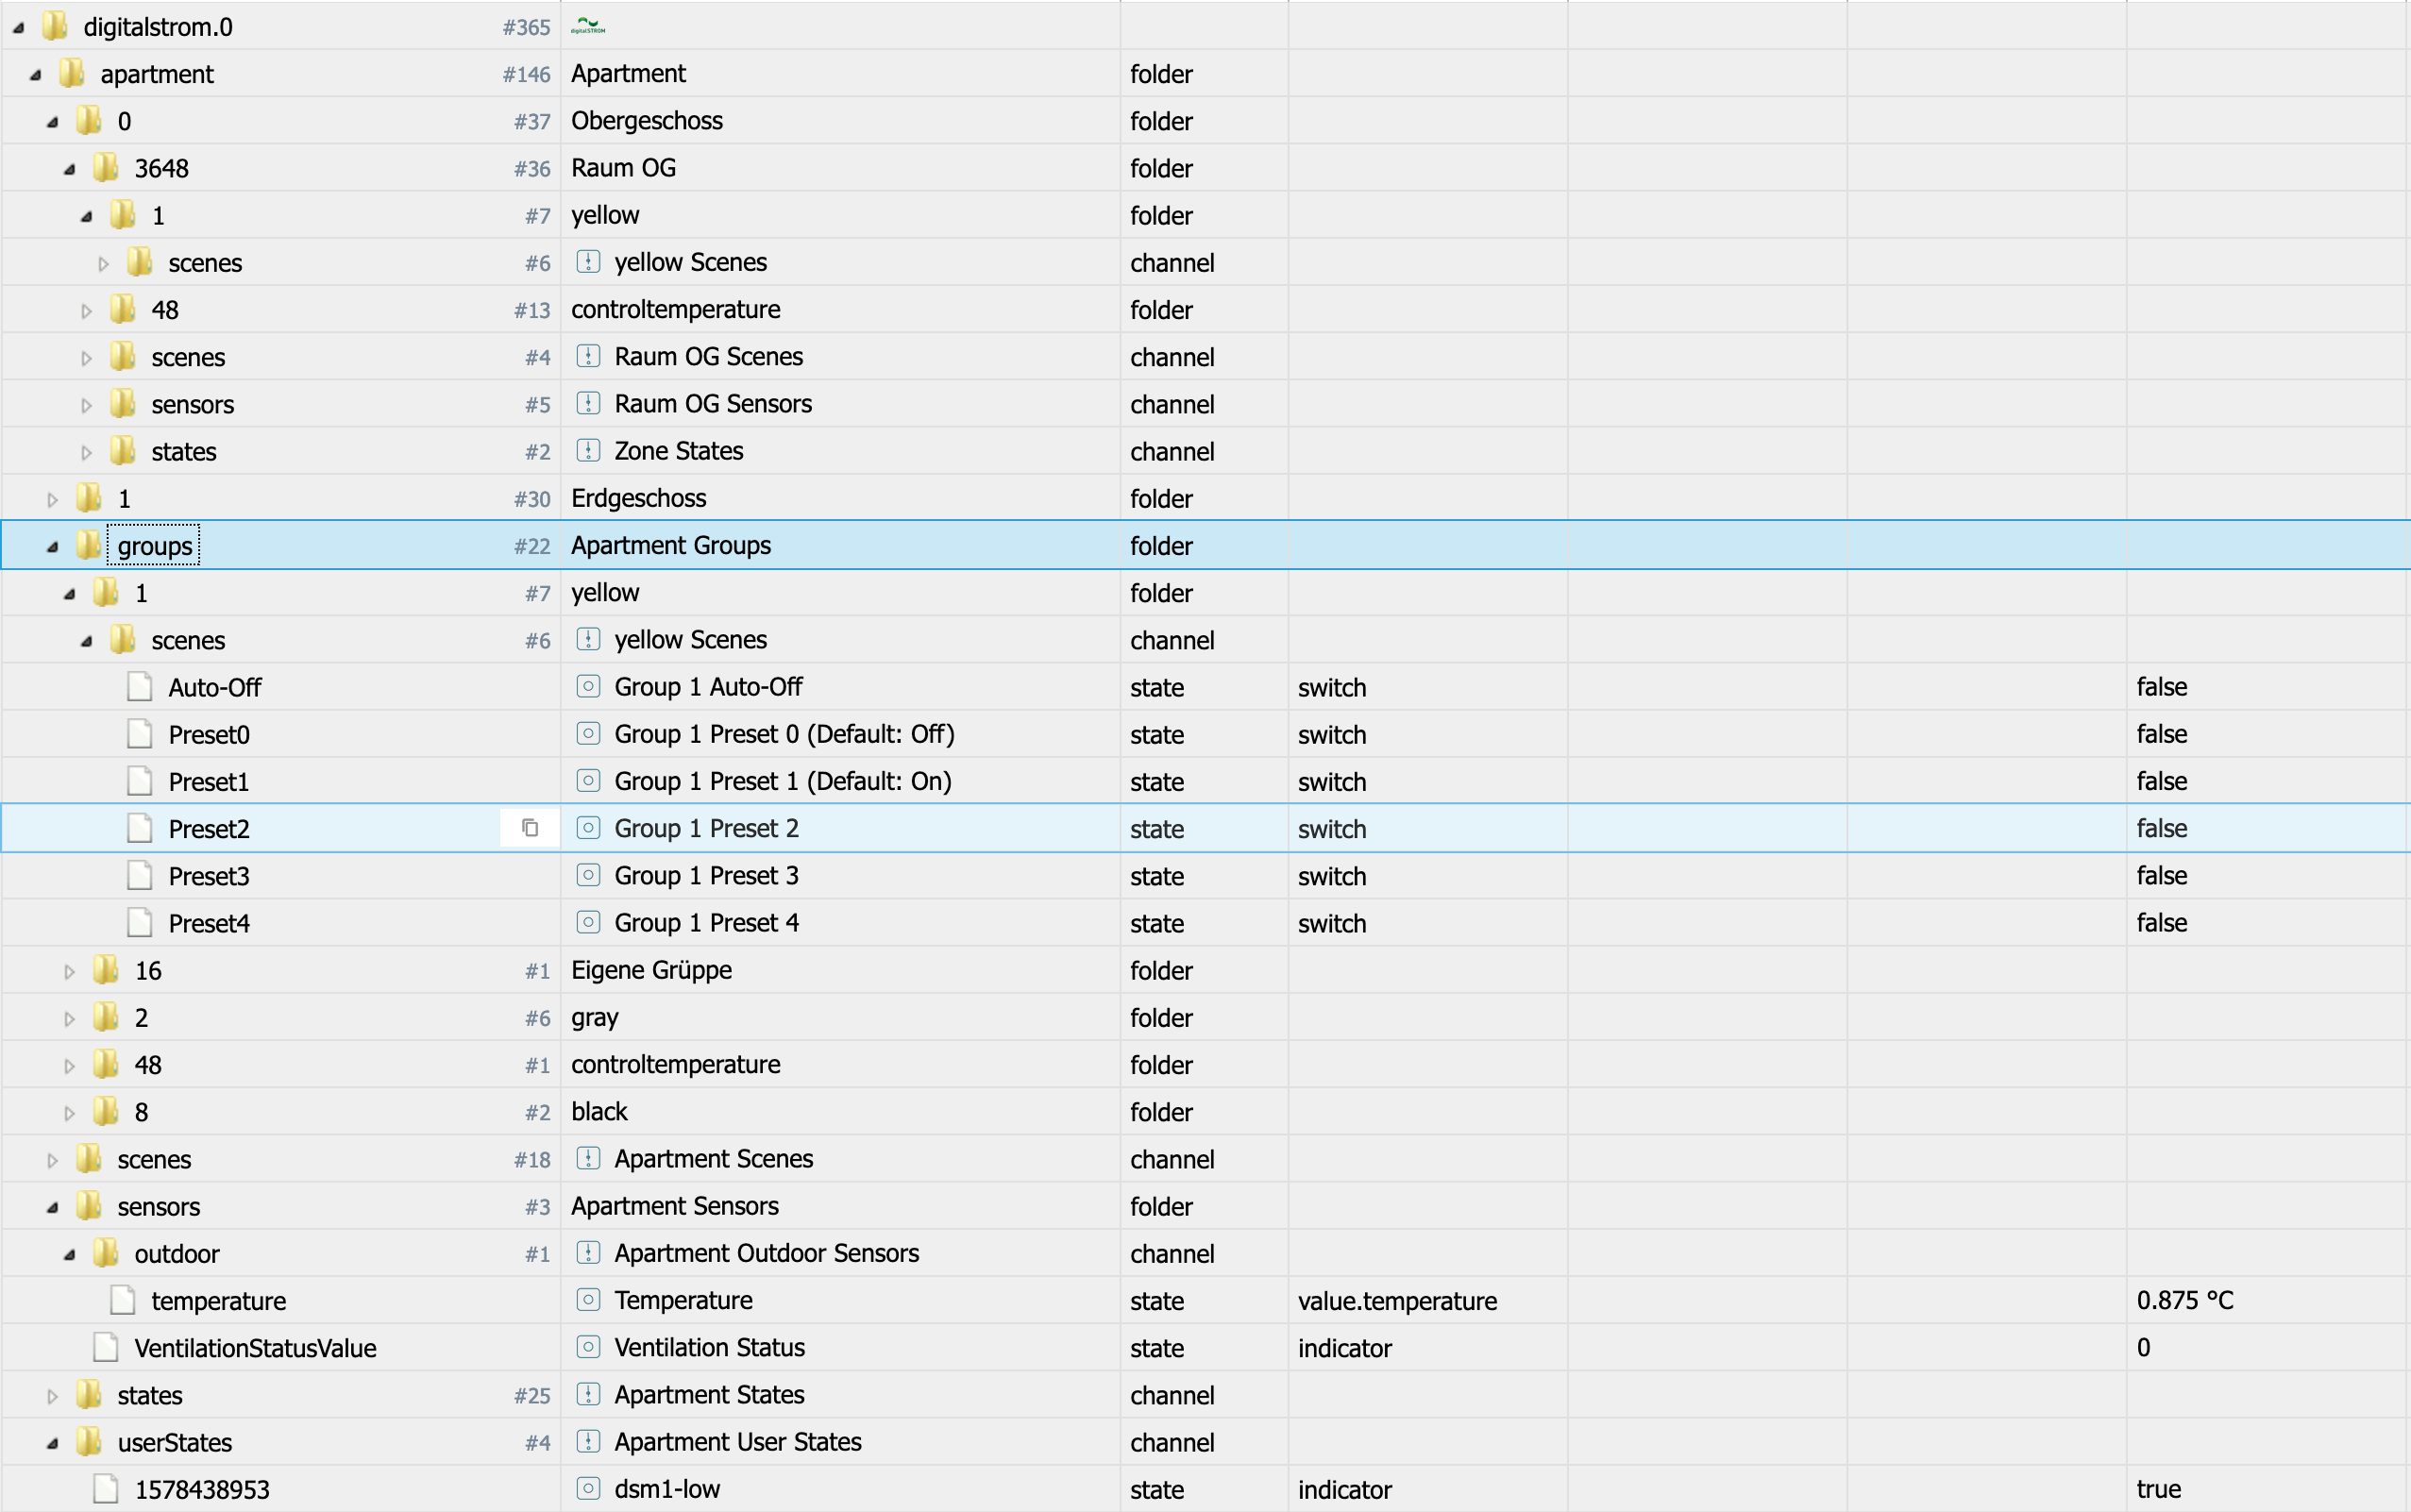 digitalstrom.0 #365 digitalSTROM
apartment #146 Apartment folder
0 #37 Obergeschoss folder
3648 #36 Raum OG folder
1 #7 yellow folder
scenes #6 yellow Scenes channel
48 #13 controltemperature folder
scenes #4 Raum OG Scenes channel
sensors #5 Raum OG Sensors channel
states #2 Zone States channel
1 #30 Erdgeschoss folder
groups #22 Apartment Groups folder
1 #7 yellow folder
scenes #6 yellow Scenes channel
Auto-Off Group 1 Auto-Off state switch false
Preset0 Group 1 Preset 0 (Default: Off) state switch false
Preset1 Group 1 Preset 1 (Default: On) state switch false
Preset2 Group 1 Preset 2 state switch false
Preset3 Group 1 Preset 3 state switch false
Preset4 Group 1 Preset 4 state switch false
16 #1 Eigene Grüppe folder
2 #6 gray folder
48 #1 controltemperature folder
8 #2 black folder
scenes #18 Apartment Scenes channel
sensors #3 Apartment Sensors folder
outdoor #1 Apartment Outdoor Sensors channel
temperature Temperature state value.temperature 0.875 °C
VentilationStatusValue Ventilation Status state indicator 0
states #25 Apartment States channel
userStates #4 Apartment User States channel
1578438953 dsm1-low state indicator true